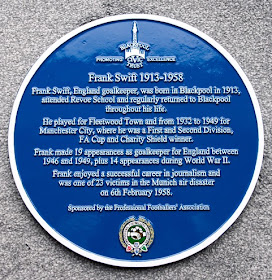 BLACKPOOL
CIVIC
TRUST
PROMOTING EXCELLENCE
Frank Swift 1913-1958
Frank Swift, England goalkeeper, was born in Blackpool in 1913,
attended Revoe School and regularly returned to Blackpool
throughout his life.
He played for Fleetwood Town and from 1932 to 1949 for
Manchester City, where he was a First and Second Division,
FA Cup and Charity Shield winner.
Frank made 19 appearances as goalkeeper for England between
1946 and 1949, plus 14 appearances during World War II.
Frank enjoyed a successful career in journalism and
was one of 23 victims in the Munich air disaster
on 6th February 1958.
Sponsored by the Professional Footballers' Association